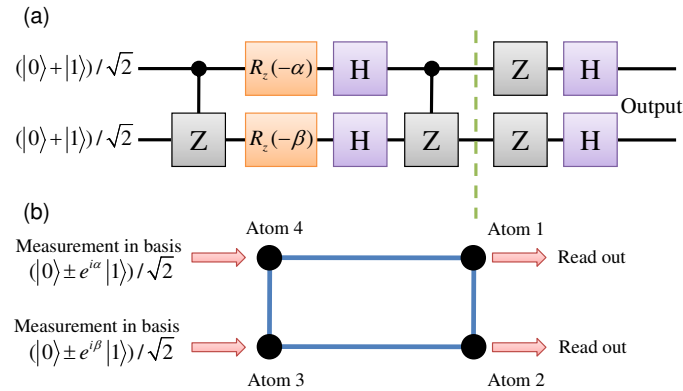 (a)
(|0⟩+|1⟩)/√2 R_z(−α) H Z H
(|0⟩+|1⟩)/√2 Z R_z(−β) H Z Z H
Output
(b)
Atom 4 Atom 1
Measurement in basis
(|0⟩±e^{iα}|1⟩)/√2
Read out
Measurement in basis
(|0⟩±e^{iβ}|1⟩)/√2
Read out
Atom 3 Atom 2